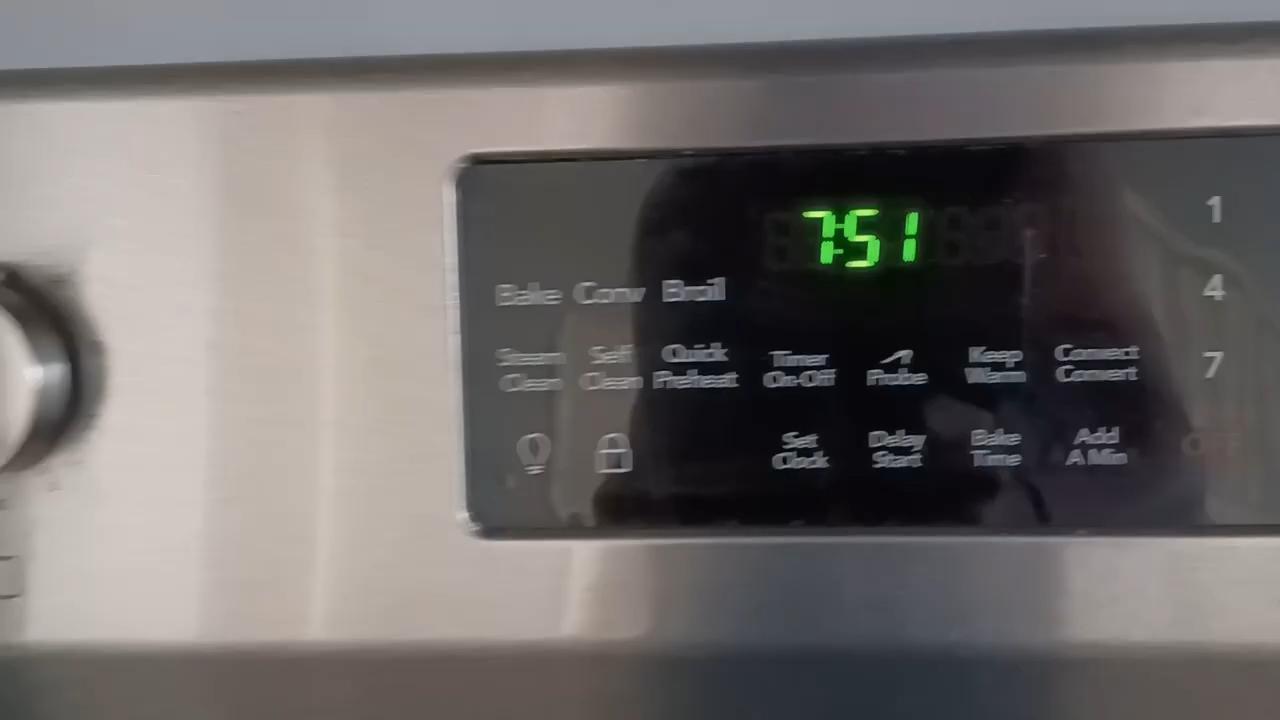 7:51
1
Bake Conv Broil
4
Steam Clean
Self Clean
Quick Preheat
Timer On·Off
Probe
Keep Warm
Convect Convert
7
Set Clock
Delay Start
Bake Time
Add A Min
OFF